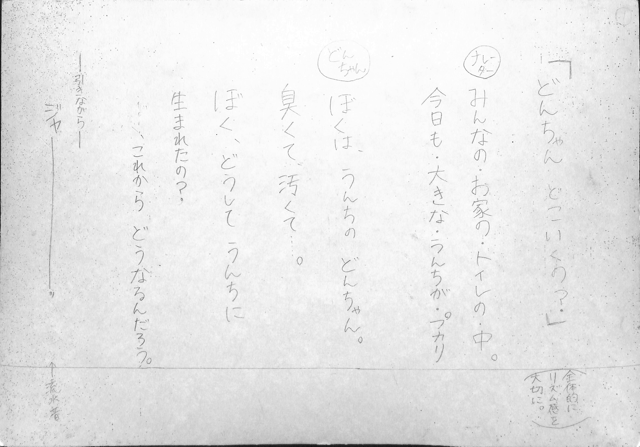 「どんちゃん どこいくの?」
全体的に
リズム感を
大切に。
ナレーター
みんなの・お家の・トイレの・中。
今日も・大きな・うんちが・プカリ
どんちゃん
ぼくは、うんちの どんちゃん。
臭くて、汚くて…。
ぼく、どうして うんちに
生まれたの?
……これから どうなるんだろう。
―引きながら―
ジャ――――。